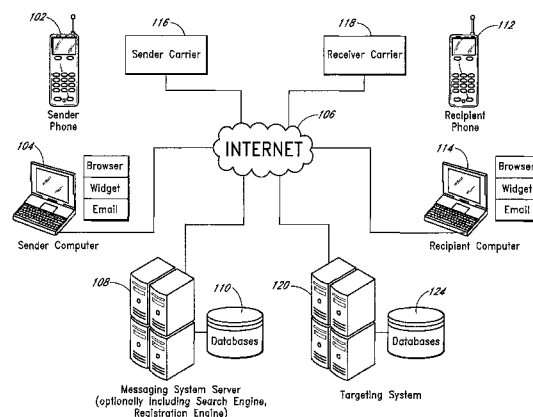 102
116
118
112
Sender Carrier
Receiver Carrier
Sender
Phone
106
Recipient
Phone
INTERNET
104
Browser
Widget
Email
114
Browser
Widget
Email
Sender Computer
Recipient Computer
108
110
120
124
Databases
Databases
Messaging System Server
(optionally including Search Engine,
Registration Engine)
Targeting System